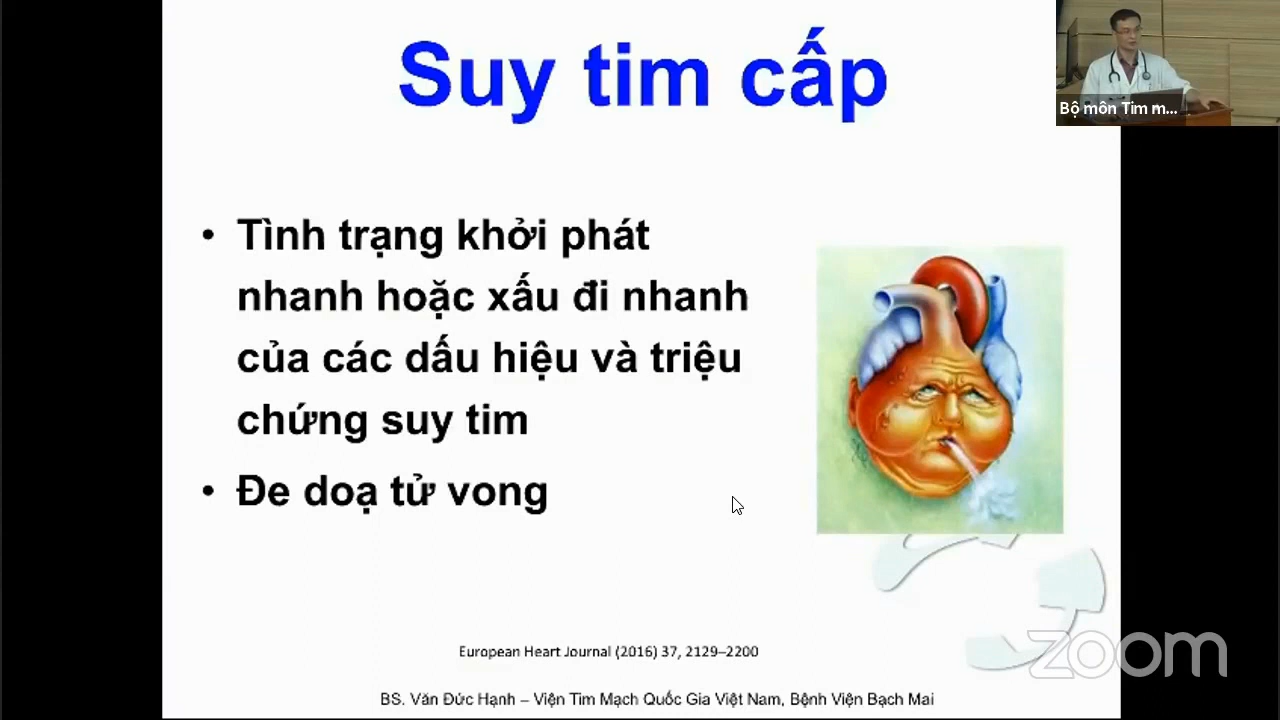 Suy tim cấp
Bộ môn Tim m...
• Tình trạng khởi phát
nhanh hoặc xấu đi nhanh
của các dấu hiệu và triệu
chứng suy tim
• Đe doạ tử vong
European Heart Journal (2016) 37, 2129–2200
zoom
BS. Văn Đức Hạnh – Viện Tim Mạch Quốc Gia Việt Nam, Bệnh Viện Bạch Mai